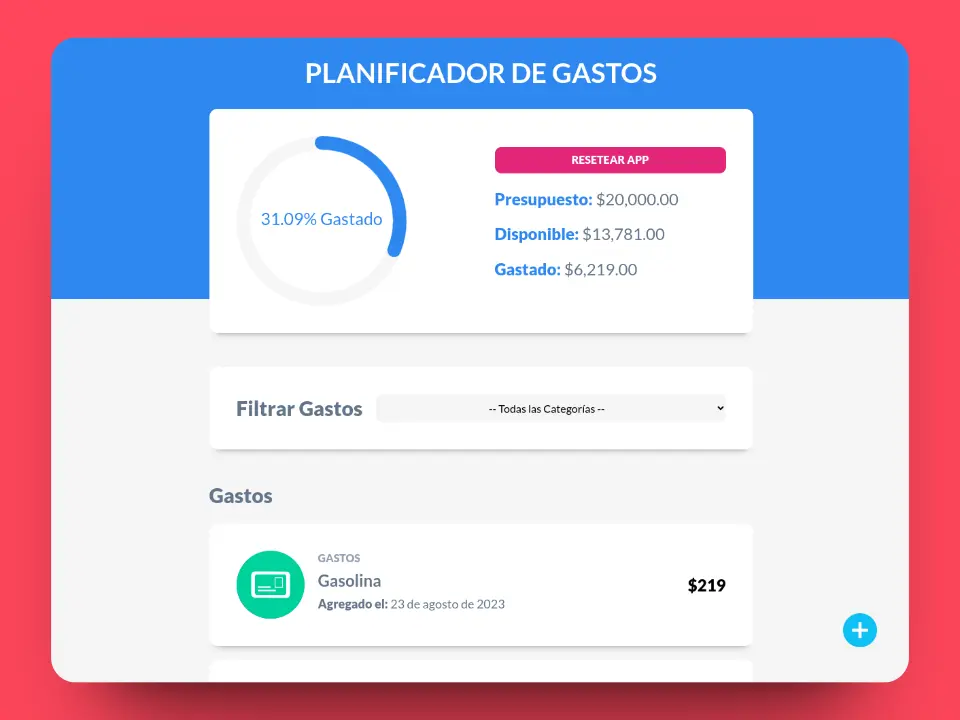 PLANIFICADOR DE GASTOS
31.09% Gastado
RESETEAR APP
Presupuesto: $20,000.00
Disponible: $13,781.00
Gastado: $6,219.00
Filtrar Gastos
-- Todas las Categorías --
Gastos
GASTOS
Gasolina
Agregado el: 23 de agosto de 2023
$219